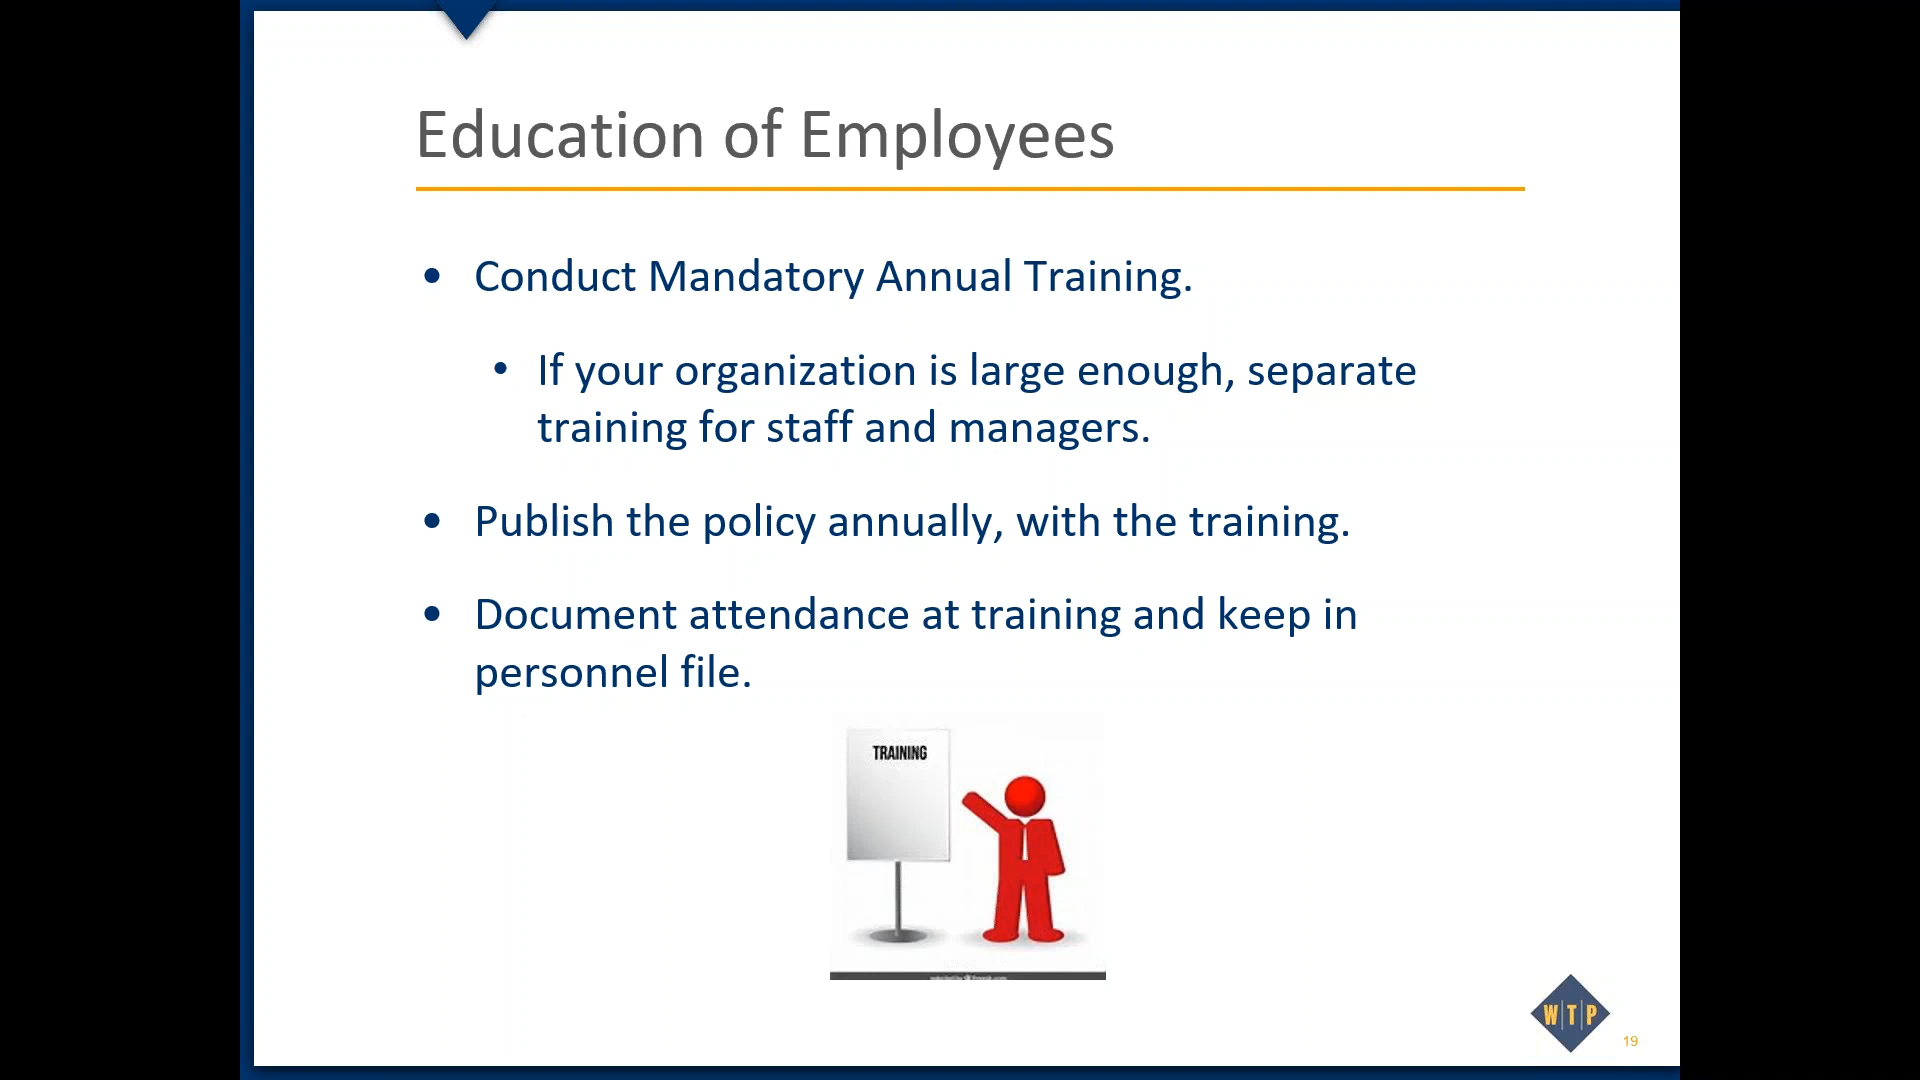 Education of Employees
• Conduct Mandatory Annual Training.
• If your organization is large enough, separate
training for staff and managers.
• Publish the policy annually, with the training.
• Document attendance at training and keep in
personnel file.
TRAINING
W|T|P
19